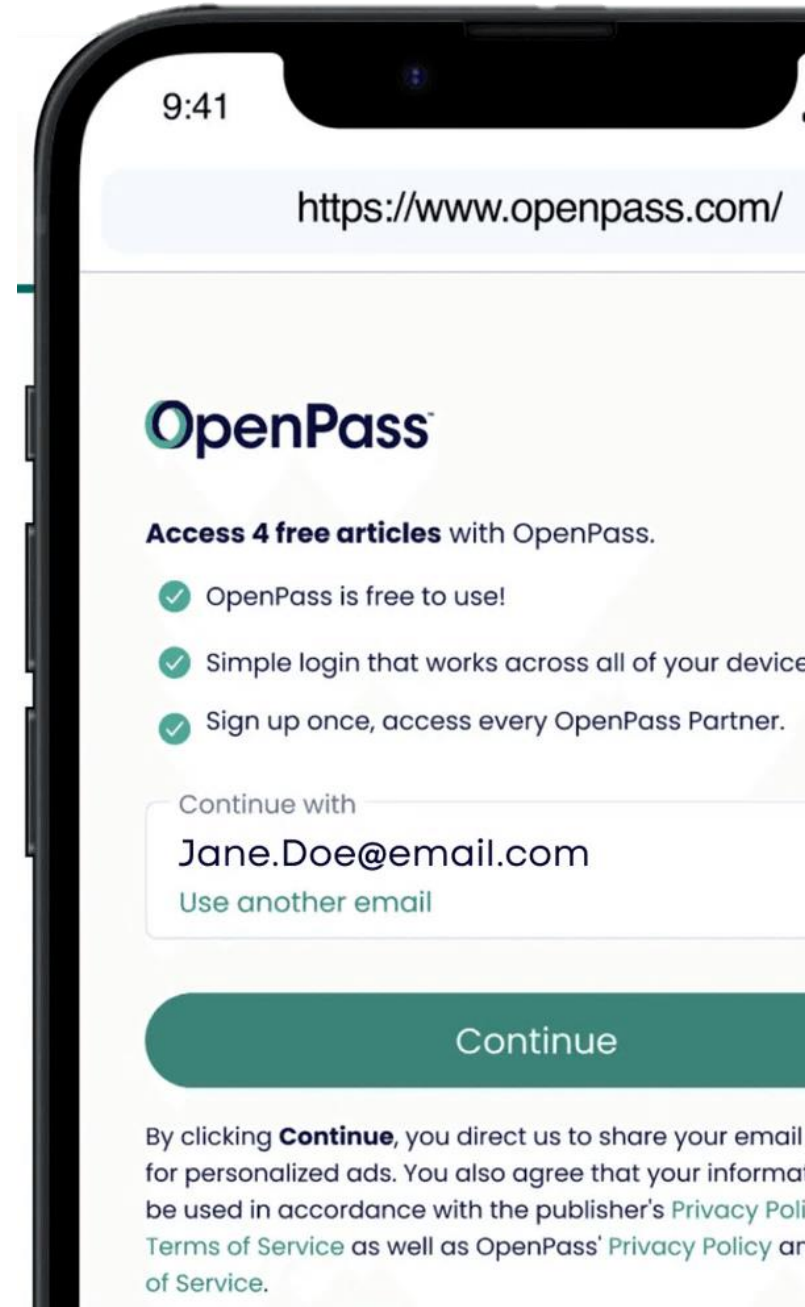 9:41
https://www.openpass.com/
OpenPass™
Access 4 free articles with OpenPass.
OpenPass is free to use!
Simple login that works across all of your device
Sign up once, access every OpenPass Partner.
Continue with
Jane.Doe@email.com
Use another email
Continue
By clicking Continue, you direct us to share your email
for personalized ads. You also agree that your informat
be used in accordance with the publisher's Privacy Poli
Terms of Service as well as OpenPass' Privacy Policy an
of Service.